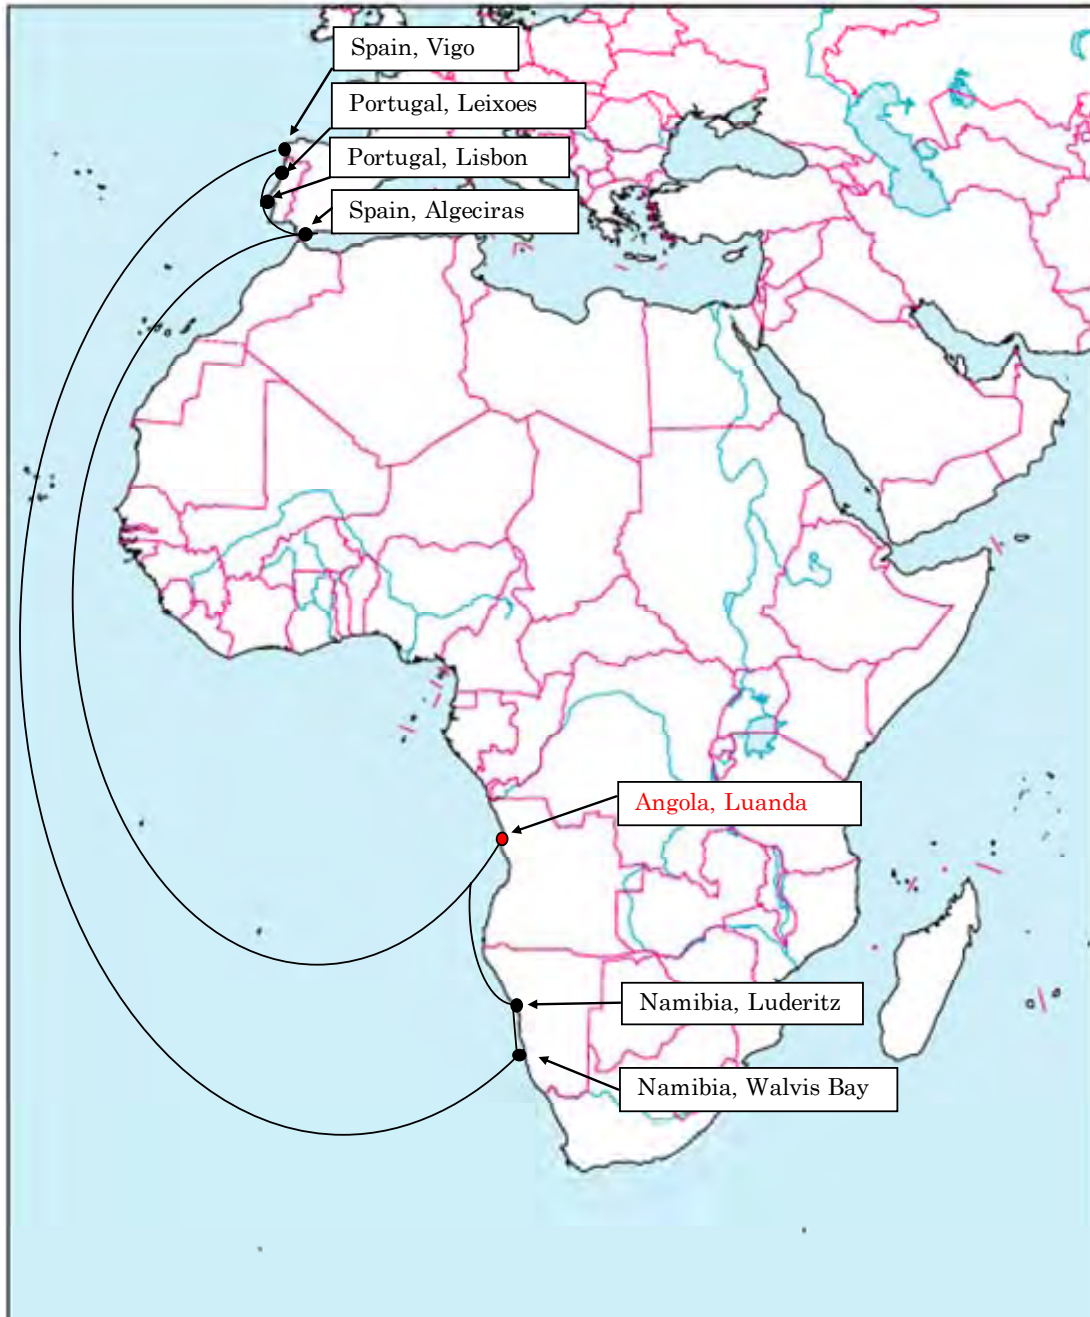 Spain, Vigo
Portugal, Leixoes
Portugal, Lisbon
Spain, Algeciras
Angola, Luanda
Namibia, Luderitz
Namibia, Walvis Bay